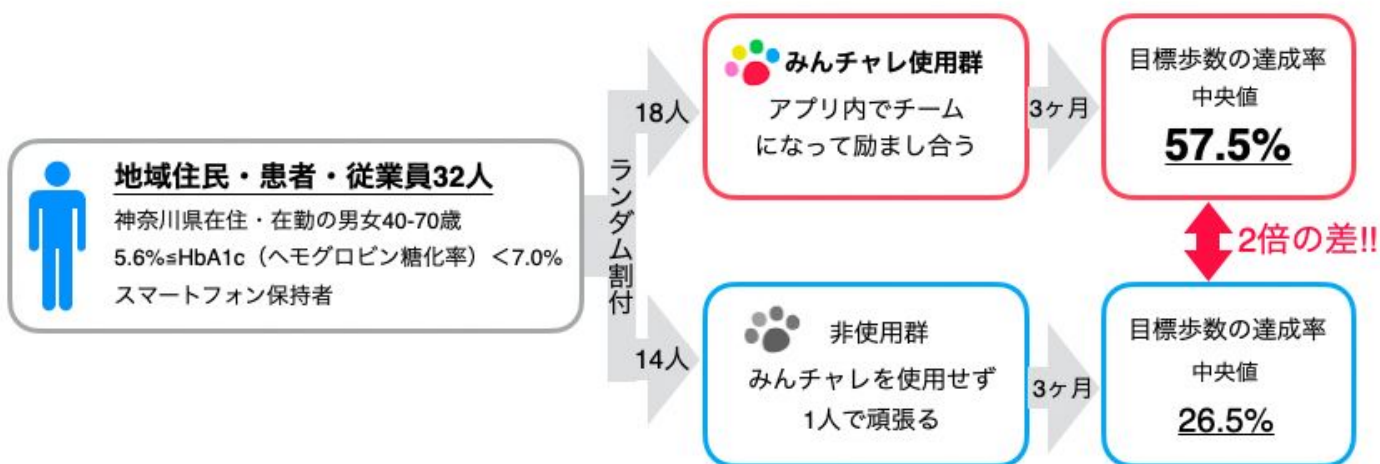 地域住民・患者・従業員32人
神奈川県在住・在勤の男女40-70歳
5.6%≦HbA1c（ヘモグロビン糖化率）＜7.0%
スマートフォン保持者
ランダム割付
18人
みんチャレ使用群
アプリ内でチーム
になって励まし合う
3ヶ月
目標歩数の達成率
中央値
57.5%
2倍の差!!
14人
非使用群
みんチャレを使用せず
1人で頑張る
3ヶ月
目標歩数の達成率
中央値
26.5%